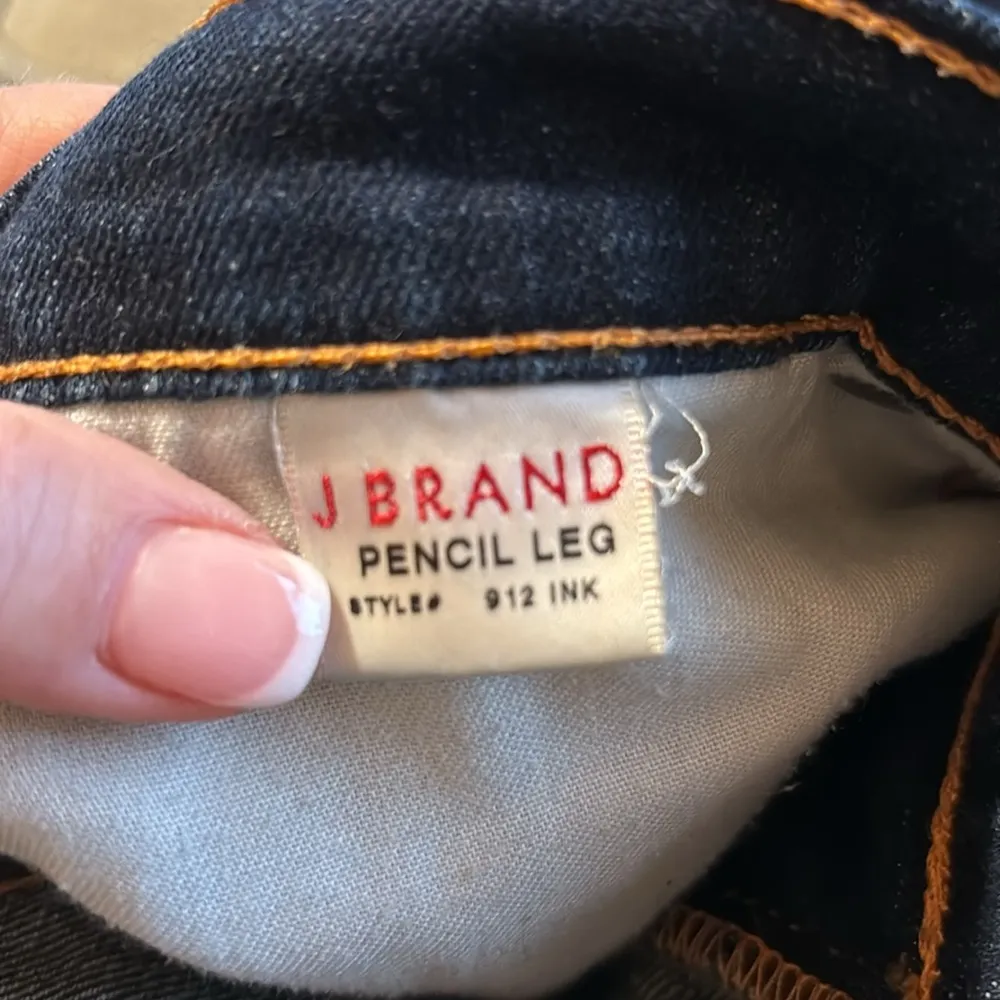 J BRAND
PENCIL LEG
STYLE# 912 INK